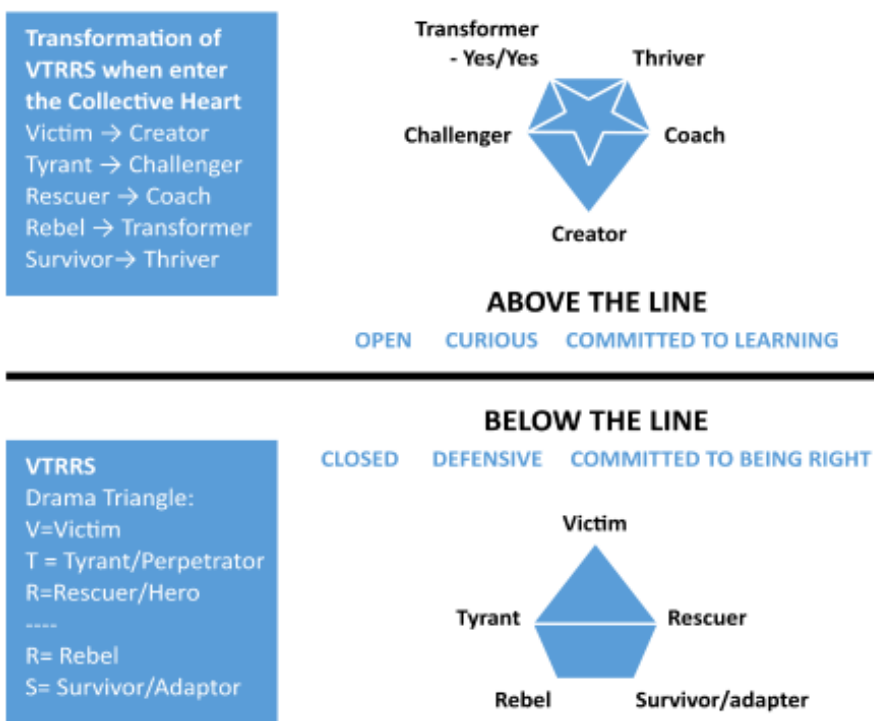 Transformation of
VTRRS when enter
the Collective Heart
Victim → Creator
Tyrant → Challenger
Rescuer → Coach
Rebel → Transformer
Survivor→ Thriver
Transformer
- Yes/Yes
Thriver
Challenger
Coach
Creator
ABOVE THE LINE
OPEN CURIOUS COMMITTED TO LEARNING
BELOW THE LINE
CLOSED DEFENSIVE COMMITTED TO BEING RIGHT
VTRRS
Drama Triangle:
V=Victim
T = Tyrant/Perpetrator
R=Rescuer/Hero
----
R= Rebel
S= Survivor/Adaptor
Victim
Tyrant
Rescuer
Rebel
Survivor/adapter